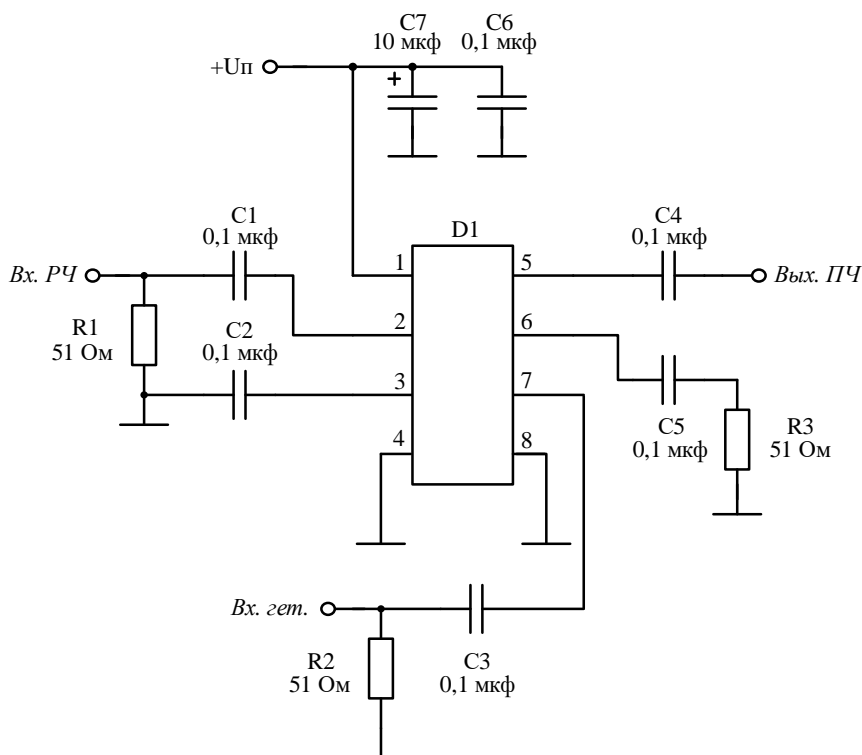 C7
10 мкф
C6
0,1 мкф
+Uп
+
C1
0,1 мкф
D1
C4
0,1 мкф
Вх. РЧ
1
5
Вых. ПЧ
2
6
R1
51 Ом
C2
0,1 мкф
3
7
C5
0,1 мкф
R3
51 Ом
4
8
Вх. гет.
R2
51 Ом
C3
0,1 мкф